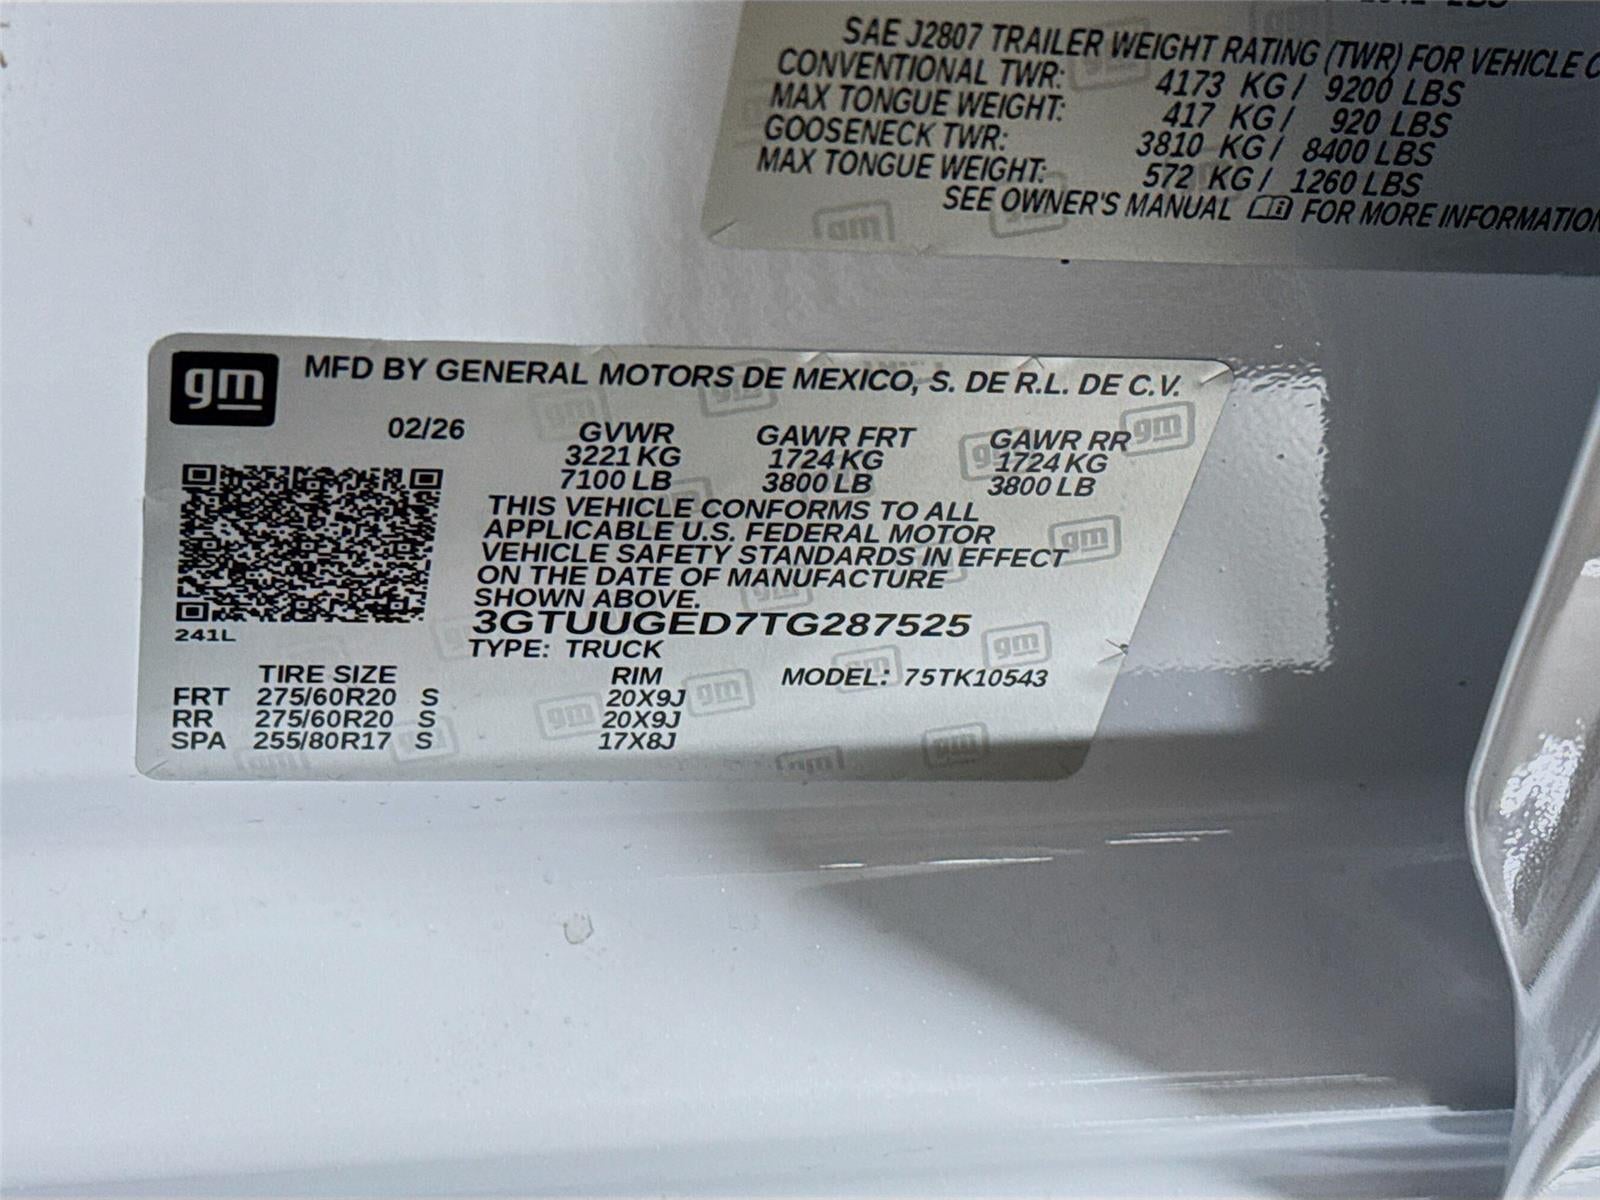 SAE J2807 TRAILER WEIGHT RATING (TWR) FOR VEHICLE
CONVENTIONAL TWR: 4173 KG / 9200 LBS
MAX TONGUE WEIGHT: 417 KG / 920 LBS
GOOSENECK TWR: 3810 KG / 8400 LBS
MAX TONGUE WEIGHT: 572 KG / 1260 LBS
SEE OWNER'S MANUAL FOR MORE INFORMATION
gm
MFD BY GENERAL MOTORS DE MEXICO, S. DE R.L. DE C.V.
02/26 GVWR GAWR FRT GAWR RR
3221 KG 1724 KG 1724 KG
7100 LB 3800 LB 3800 LB
THIS VEHICLE CONFORMS TO ALL
APPLICABLE U.S. FEDERAL MOTOR
VEHICLE SAFETY STANDARDS IN EFFECT
ON THE DATE OF MANUFACTURE
SHOWN ABOVE.
3GTUUGED7TG287525
241L
TYPE: TRUCK
TIRE SIZE RIM MODEL: 75TK10543
FRT 275/60R20 S 20X9J
RR 275/60R20 S 20X9J
SPA 255/80R17 S 17X8J